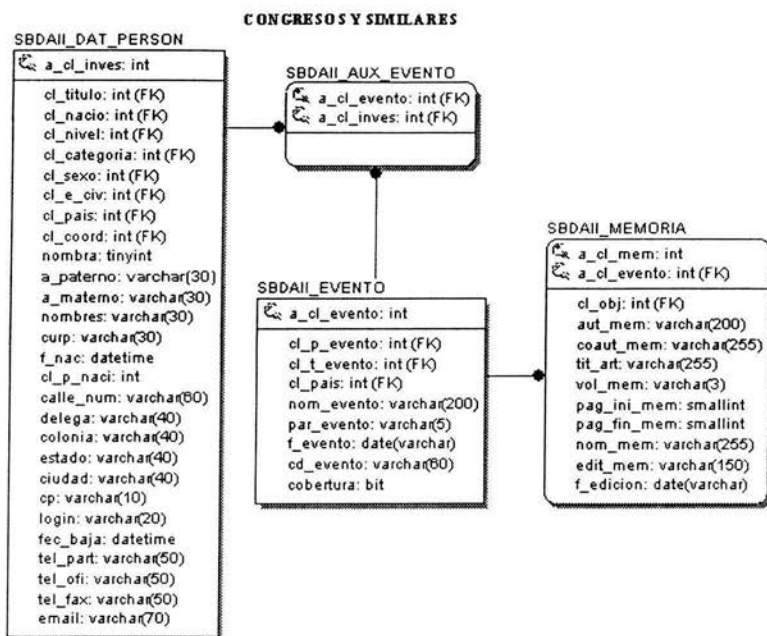 CONGRESOS Y SIMILARES
SBDAII_DAT_PERSON
a_cl_inves: int
cl_titulo: int (FK)
cl_nacio: int (FK)
cl_nivel: int (FK)
cl_categoria: int (FK)
cl_sexo: int (FK)
cl_e_civ: int (FK)
cl_pais: int (FK)
cl_coord: int (FK)
nombra: tinyint
a_paterno: varchar(30)
a_materno: varchar(30)
nombres: varchar(30)
curp: varchar(30)
f_nac: datetime
cl_p_naci: int
calle_num: varchar(60)
delega: varchar(40)
colonia: varchar(40)
estado: varchar(40)
ciudad: varchar(40)
cp: varchar(10)
login: varchar(20)
fec_baja: datetime
tel_part: varchar(50)
tel_ofi: varchar(50)
tel_fax: varchar(50)
email: varchar(70)
SBDAII_AUX_EVENTO
a_cl_evento: int (FK)
a_cl_inves: int (FK)
SBDAII_EVENTO
a_cl_evento: int
cl_p_evento: int (FK)
cl_t_evento: int (FK)
cl_pais: int (FK)
nom_evento: varchar(200)
par_evento: varchar(5)
f_evento: date(varchar)
cd_evento: varchar(60)
cobertura: bit
SBDAII_MEMORIA
a_cl_mem: int
a_cl_evento: int (FK)
cl_obj: int (FK)
aut_mem: varchar(200)
coaut_mem: varchar(255)
tit_art: varchar(255)
vol_mem: varchar(3)
pag_ini_mem: smallint
pag_fin_mem: smallint
nom_mem: varchar(255)
edit_mem: varchar(150)
f_edicion: date(varchar)